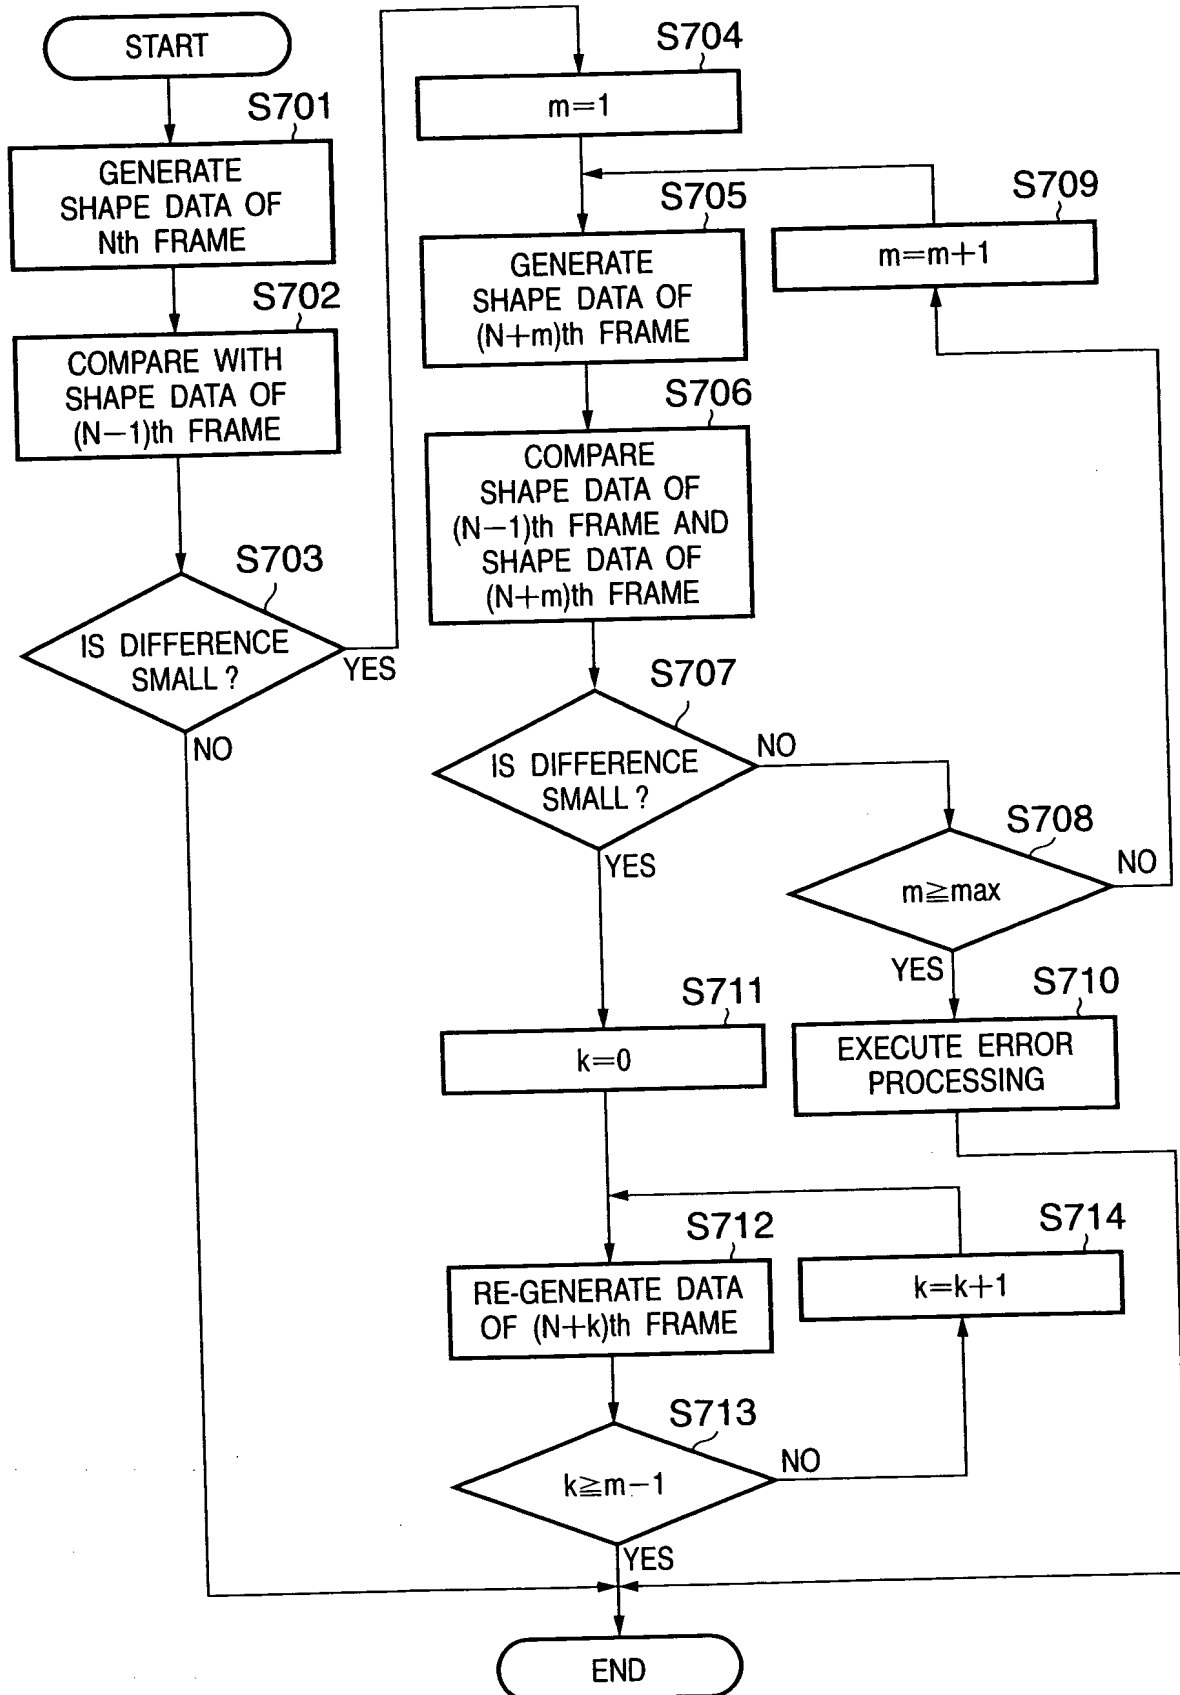 START
S701
GENERATE
SHAPE DATA OF
Nth FRAME
S702
COMPARE WITH
SHAPE DATA OF
(N−1)th FRAME
S703
IS DIFFERENCE
SMALL?
YES
NO
S704
m=1
S705
GENERATE
SHAPE DATA OF
(N+m)th FRAME
S709
m=m+1
S706
COMPARE
SHAPE DATA OF
(N−1)th FRAME AND
SHAPE DATA OF
(N+m)th FRAME
S707
IS DIFFERENCE
SMALL?
NO
YES
S708
m≧max
NO
YES
S710
EXECUTE ERROR
PROCESSING
S711
k=0
S712
RE-GENERATE DATA
OF (N+k)th FRAME
S714
k=k+1
S713
k≧m−1
NO
YES
END